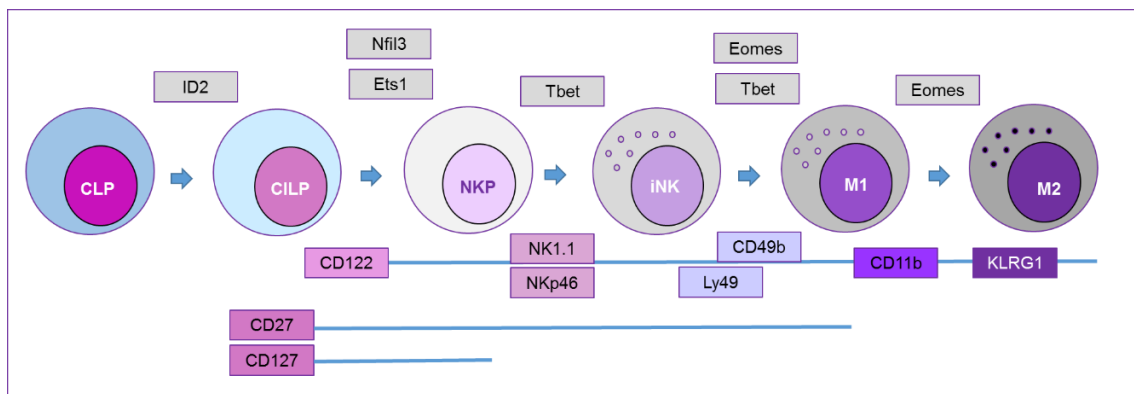 Nfil3
Eomes
ID2
Ets1
Tbet
Tbet
Eomes
CLP
CILP
NKP
iNK
M1
M2
CD122
NK1.1
NKp46
CD49b
Ly49
CD11b
KLRG1
CD27
CD127